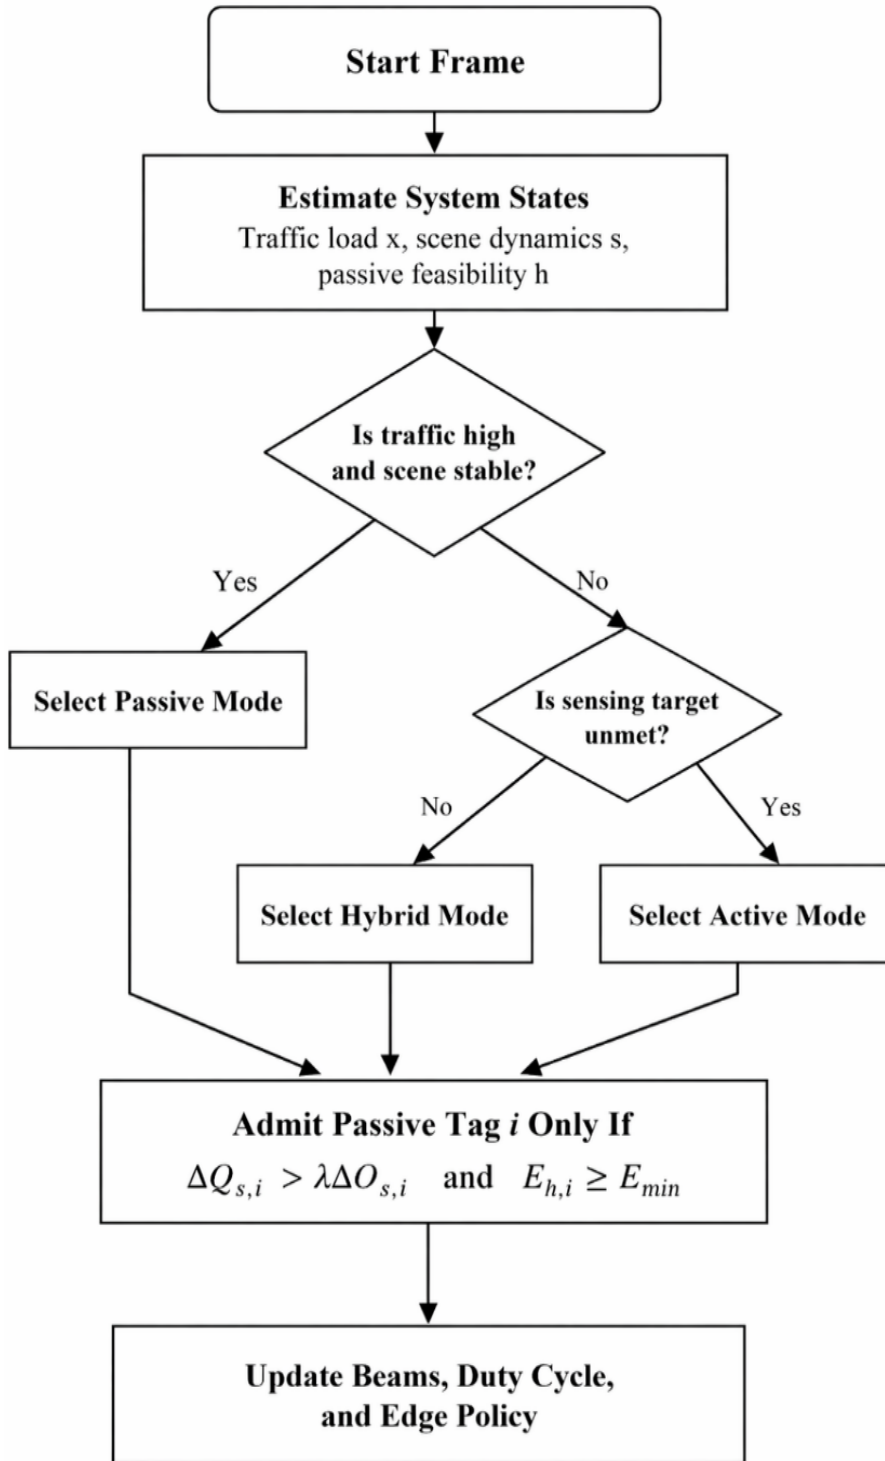 Start Frame
Estimate System States
Traffic load x, scene dynamics s,
passive feasibility h
Is traffic high
and scene stable?
Yes
No
Select Passive Mode
Is sensing target
unmet?
No
Yes
Select Hybrid Mode
Select Active Mode
Admit Passive Tag i Only If
ΔQ_{s,i} > λΔO_{s,i} and E_{h,i} ≥ E_{min}
Update Beams, Duty Cycle,
and Edge Policy